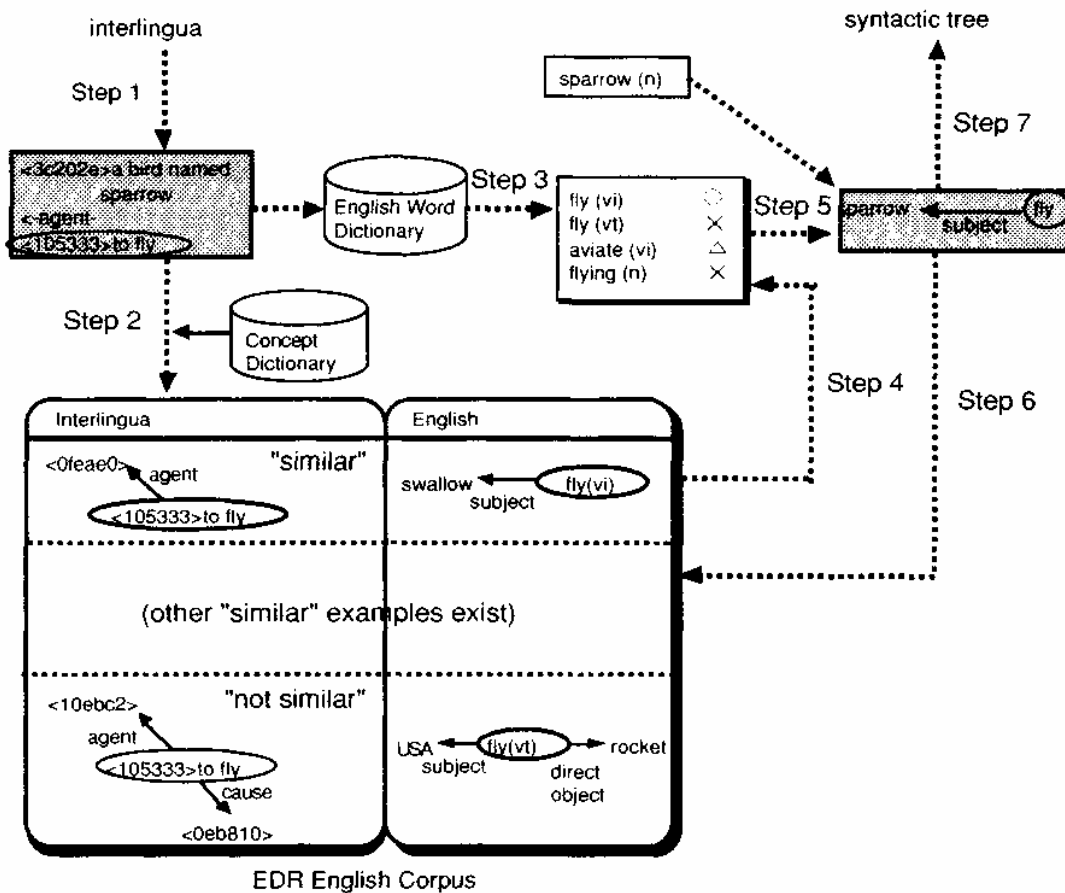 interlingua
Step 1
<3c202e>a bird named
sparrow
<-agent-
<105333>to fly
Step 2
Concept
Dictionary
English Word
Dictionary
Step 3
sparrow (n)
fly (vi) ○
fly (vt) ×
aviate (vi) △
flying (n) ×
Step 5
Step 4
syntactic tree
Step 7
sparrow
fly
subject
Step 6
Interlingua
English
<0feae0>
agent
"similar"
<105333>to fly
swallow
subject
fly(vi)
(other "similar" examples exist)
"not similar"
<10ebc2>
agent
<105333>to fly
cause
<0eb810>
USA
subject
fly(vt)
rocket
direct
object
EDR English Corpus